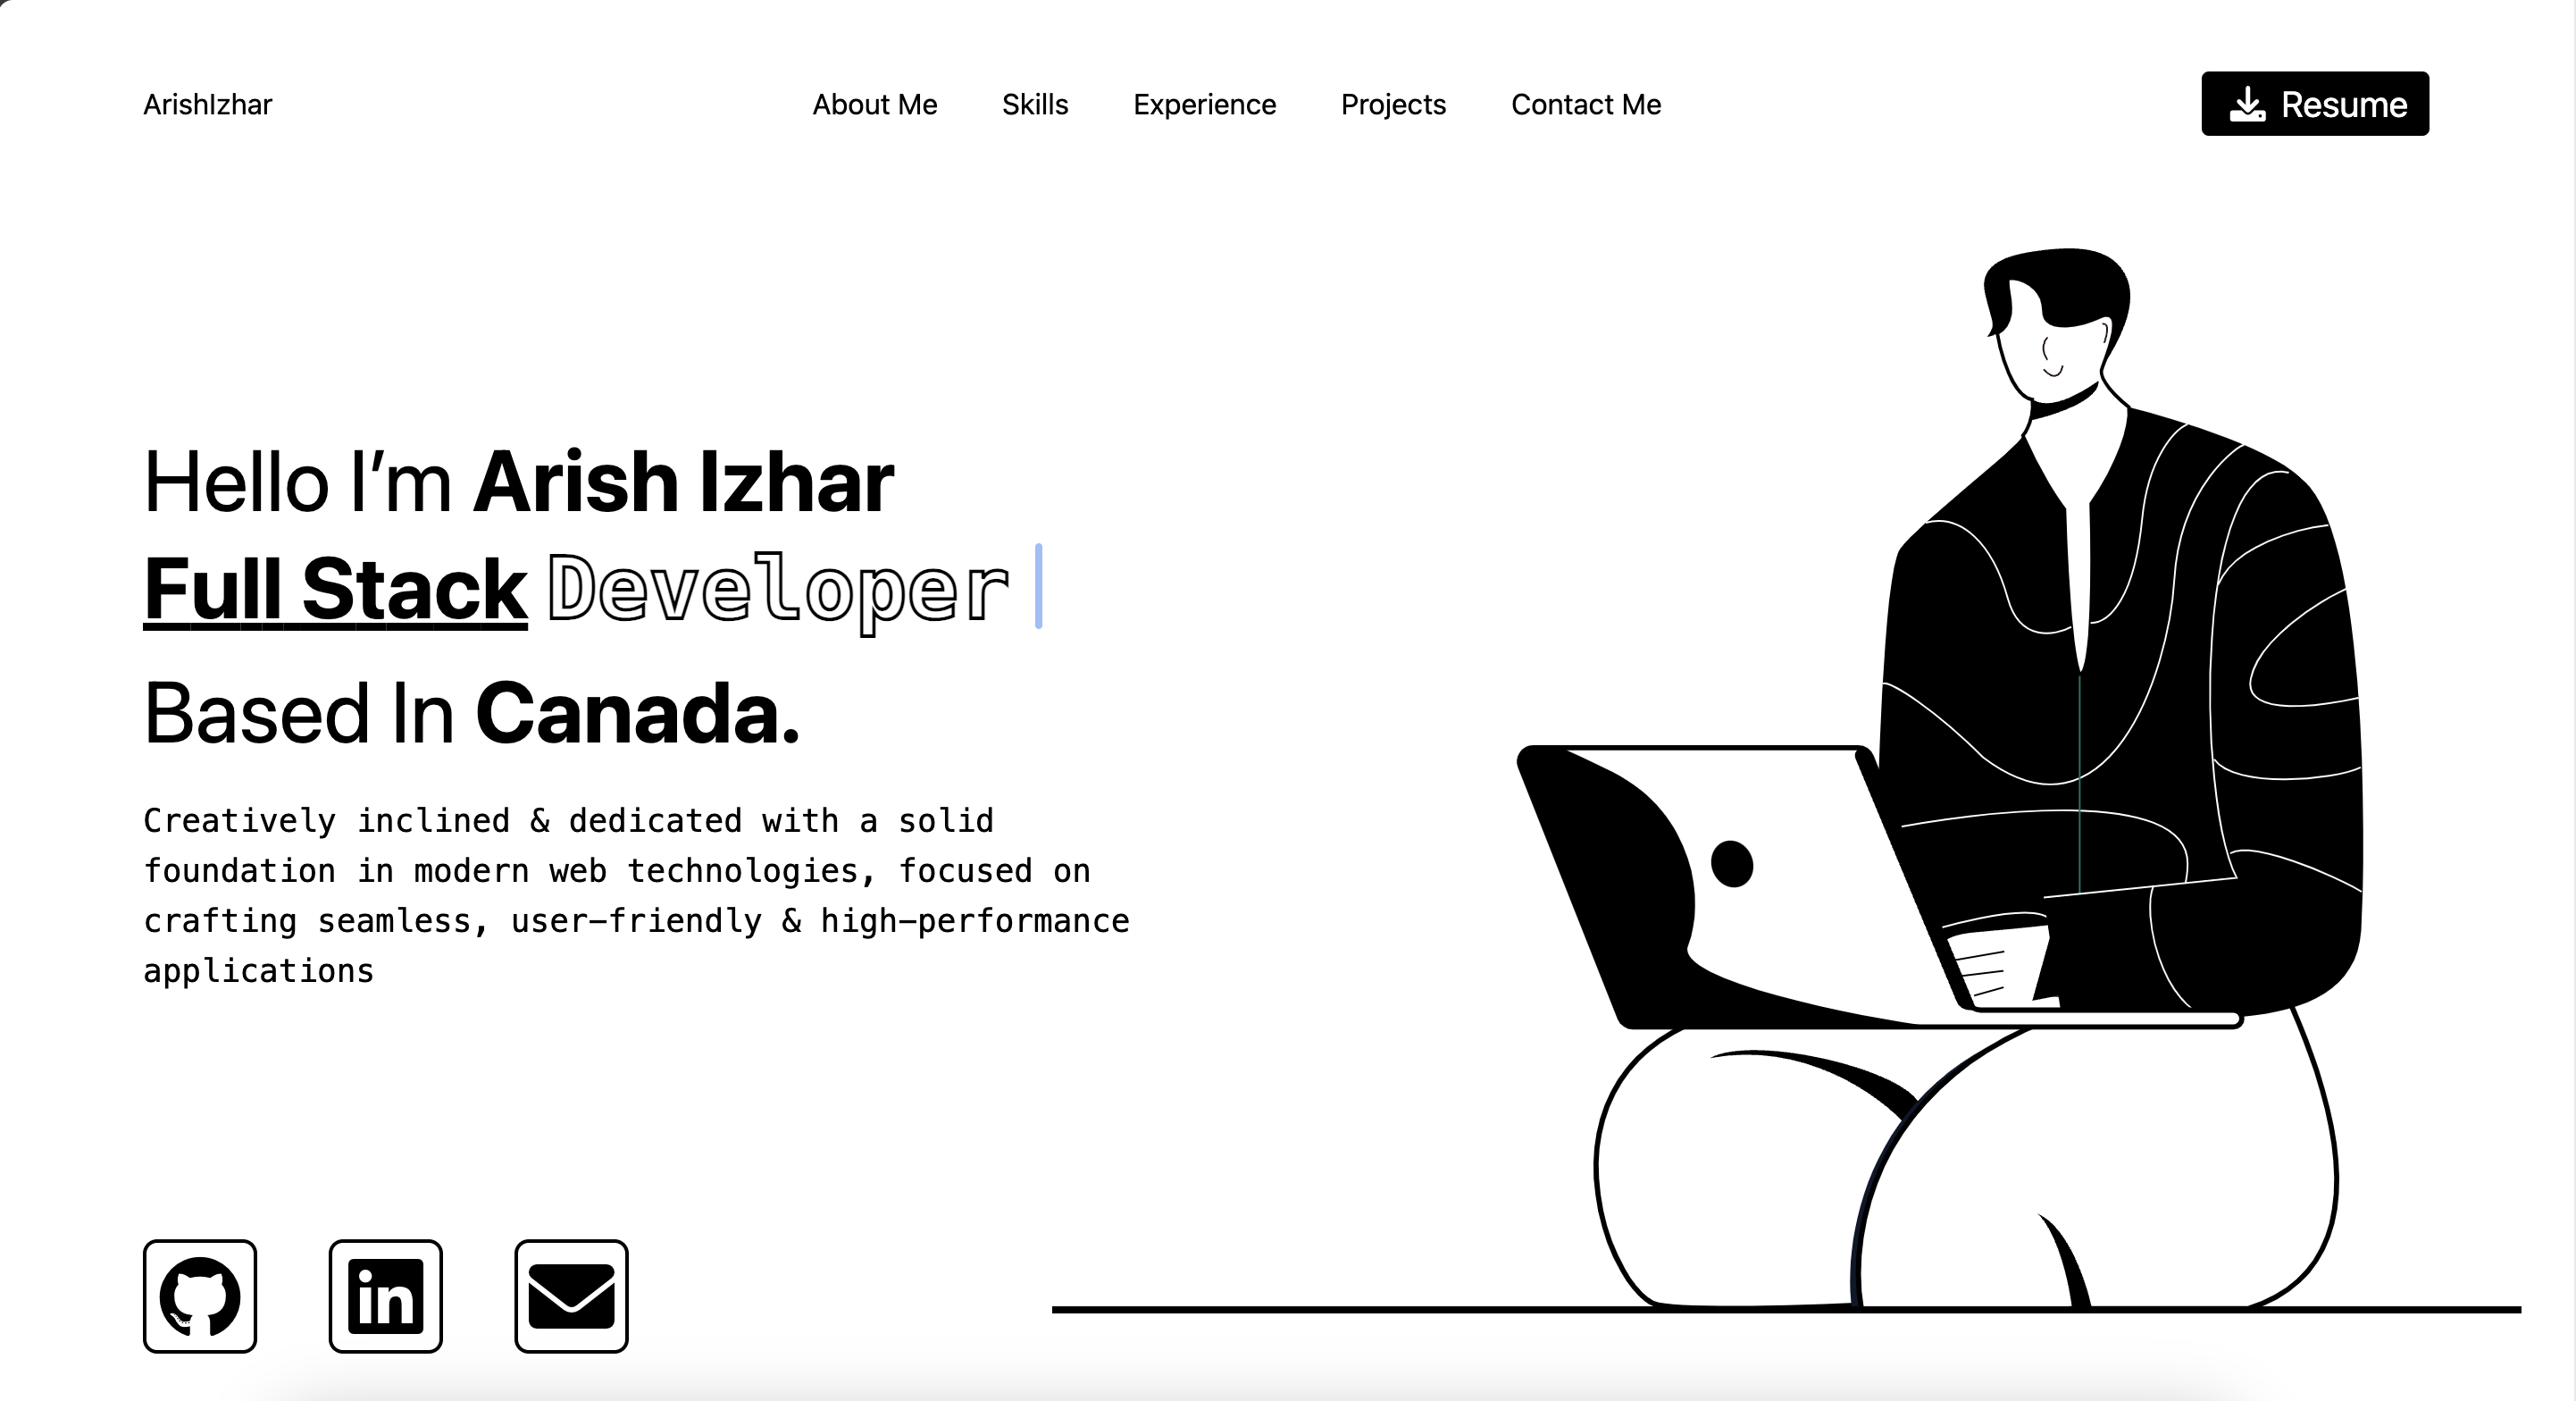 ArishIzhar
About Me Skills Experience Projects Contact Me
Resume
Hello I’m Arish Izhar
Full Stack Developer
Based In Canada.
Creatively inclined & dedicated with a solid
foundation in modern web technologies, focused on
crafting seamless, user-friendly & high-performance
applications
in